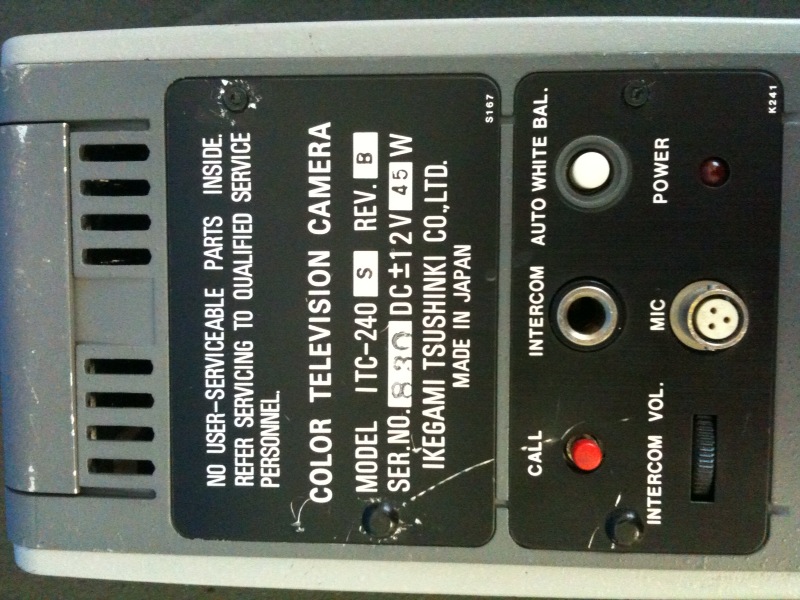 NO USER-SERVICEABLE PARTS INSIDE.
REFER SERVICING TO QUALIFIED SERVICE
PERSONNEL.
COLOR TELEVISION CAMERA
MODEL ITC-240 S REV. B
SER.NO. 830 DC±12V 45 W
IKEGAMI TSUSHINKI CO.,LTD.
MADE IN JAPAN
S167
CALL
INTERCOM
AUTO WHITE BAL.
INTERCOM VOL.
MIC
POWER
K241